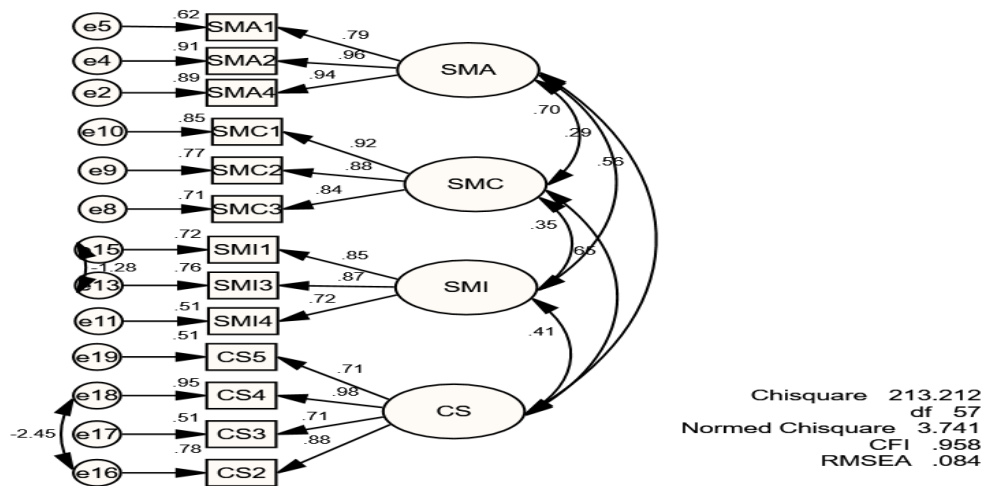 e5 .62 SMA1 .79
e4 .91 SMA2 .96 SMA
e2 .89 SMA4 .94
.70
.29
.56
e10 .85 SMC1 .92
e9 .77 SMC2 .88 SMC
e8 .71 SMC3 .84
.35
.65
e15 .72 SMI1 .85
-1.28
e13 .76 SMI3 .87 SMI
e11 .51 SMI4 .72
.41
e19 .51 CS5 .71
e18 .95 CS4 .98 CS
-2.45
e17 .51 CS3 .71
e16 .78 CS2 .88
Chisquare 213.212
df 57
Normed Chisquare 3.741
CFI .958
RMSEA .084